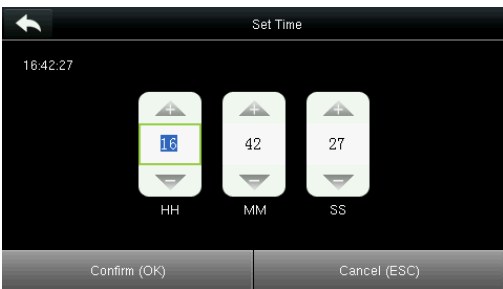 Set Time
16:42:27
16 42 27
HH MM SS
Confirm (OK) Cancel (ESC)